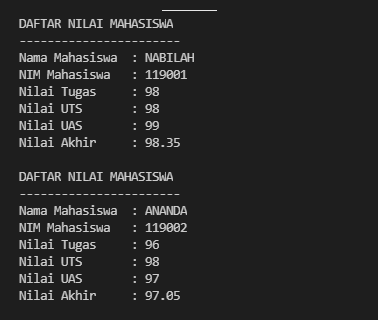 DAFTAR NILAI MAHASISWA
-----------------------
Nama Mahasiswa  : NABILAH
NIM Mahasiswa   : 119001
Nilai Tugas     : 98
Nilai UTS       : 98
Nilai UAS       : 99
Nilai Akhir     : 98.35

DAFTAR NILAI MAHASISWA
-----------------------
Nama Mahasiswa  : ANANDA
NIM Mahasiswa   : 119002
Nilai Tugas     : 96
Nilai UTS       : 98
Nilai UAS       : 97
Nilai Akhir     : 97.05